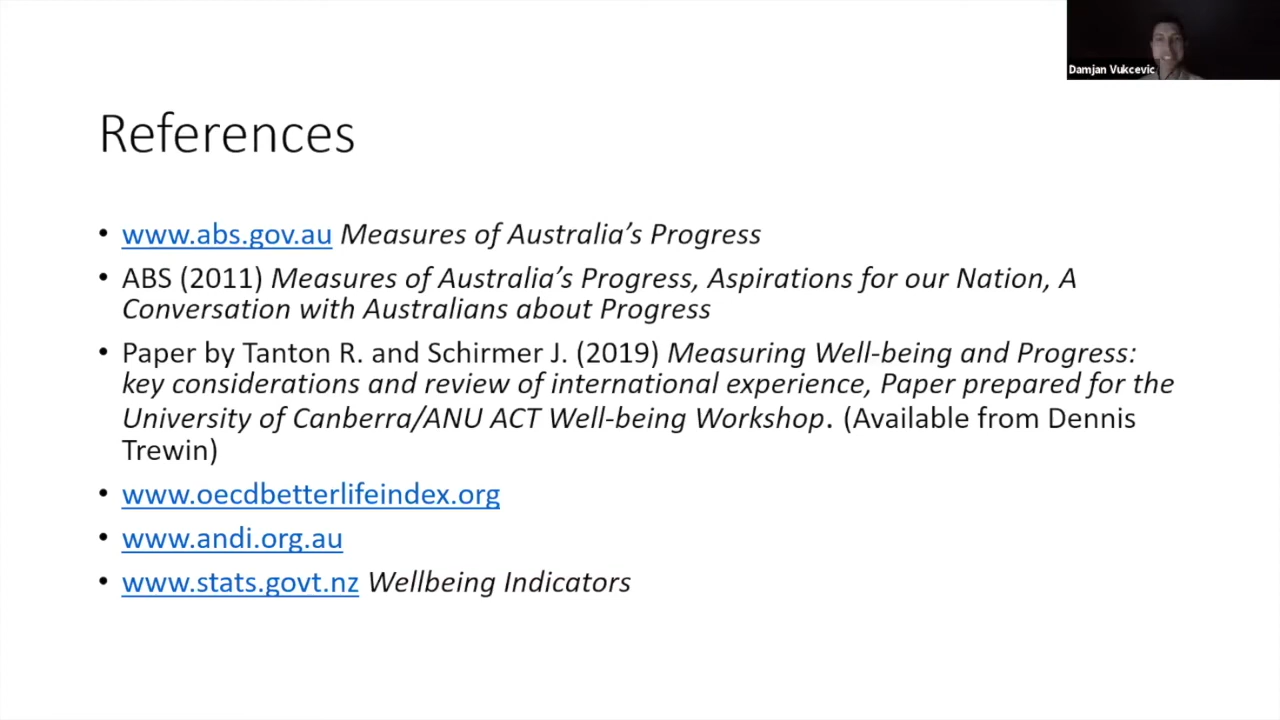 Damjan Vukcevic
References
• www.abs.gov.au Measures of Australia's Progress
• ABS (2011) Measures of Australia's Progress, Aspirations for our Nation, A
Conversation with Australians about Progress
• Paper by Tanton R. and Schirmer J. (2019) Measuring Well-being and Progress:
key considerations and review of international experience, Paper prepared for the
University of Canberra/ANU ACT Well-being Workshop. (Available from Dennis
Trewin)
• www.oecdbetterlifeindex.org
• www.andi.org.au
• www.stats.govt.nz Wellbeing Indicators